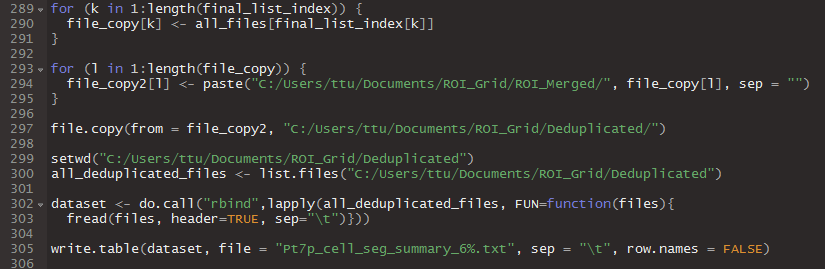 289 for (k in 1:length(final_list_index)) {
290   file_copy[k] <- all_files[final_list_index[k]]
291 }
292
293 for (l in 1:length(file_copy)) {
294   file_copy2[l] <- paste("C:/Users/ttu/Documents/ROI_Grid/ROI_Merged/", file_copy[l], sep = "")
295 }
296
297 file.copy(from = file_copy2, "C:/Users/ttu/Documents/ROI_Grid/Deduplicated/")
298
299 setwd("C:/Users/ttu/Documents/ROI_Grid/Deduplicated")
300 all_deduplicated_files <- list.files("C:/Users/ttu/Documents/ROI_Grid/Deduplicated")
301
302 dataset <- do.call("rbind",lapply(all_deduplicated_files, FUN=function(files){
303   fread(files, header=TRUE, sep="\t")}))
304
305 write.table(dataset, file = "Pt7p_cell_seg_summary_6%.txt", sep = "\t", row.names = FALSE)
306